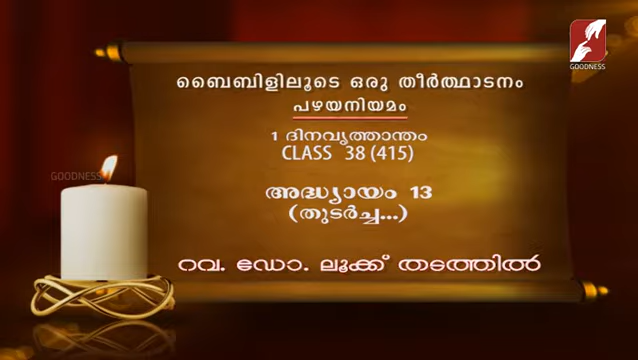 GOODNESS
ബൈബിളിലൂടെ ഒരു തീർത്ഥാടനം
പഴയനിയമം
1 ദിനവൃത്താന്തം
CLASS 38 (415)
GOODNESS
അദ്ധ്യായം 13
(തുടർച്ച...)
റവ. ഡോ. ലൂക്ക് തടത്തിൽ